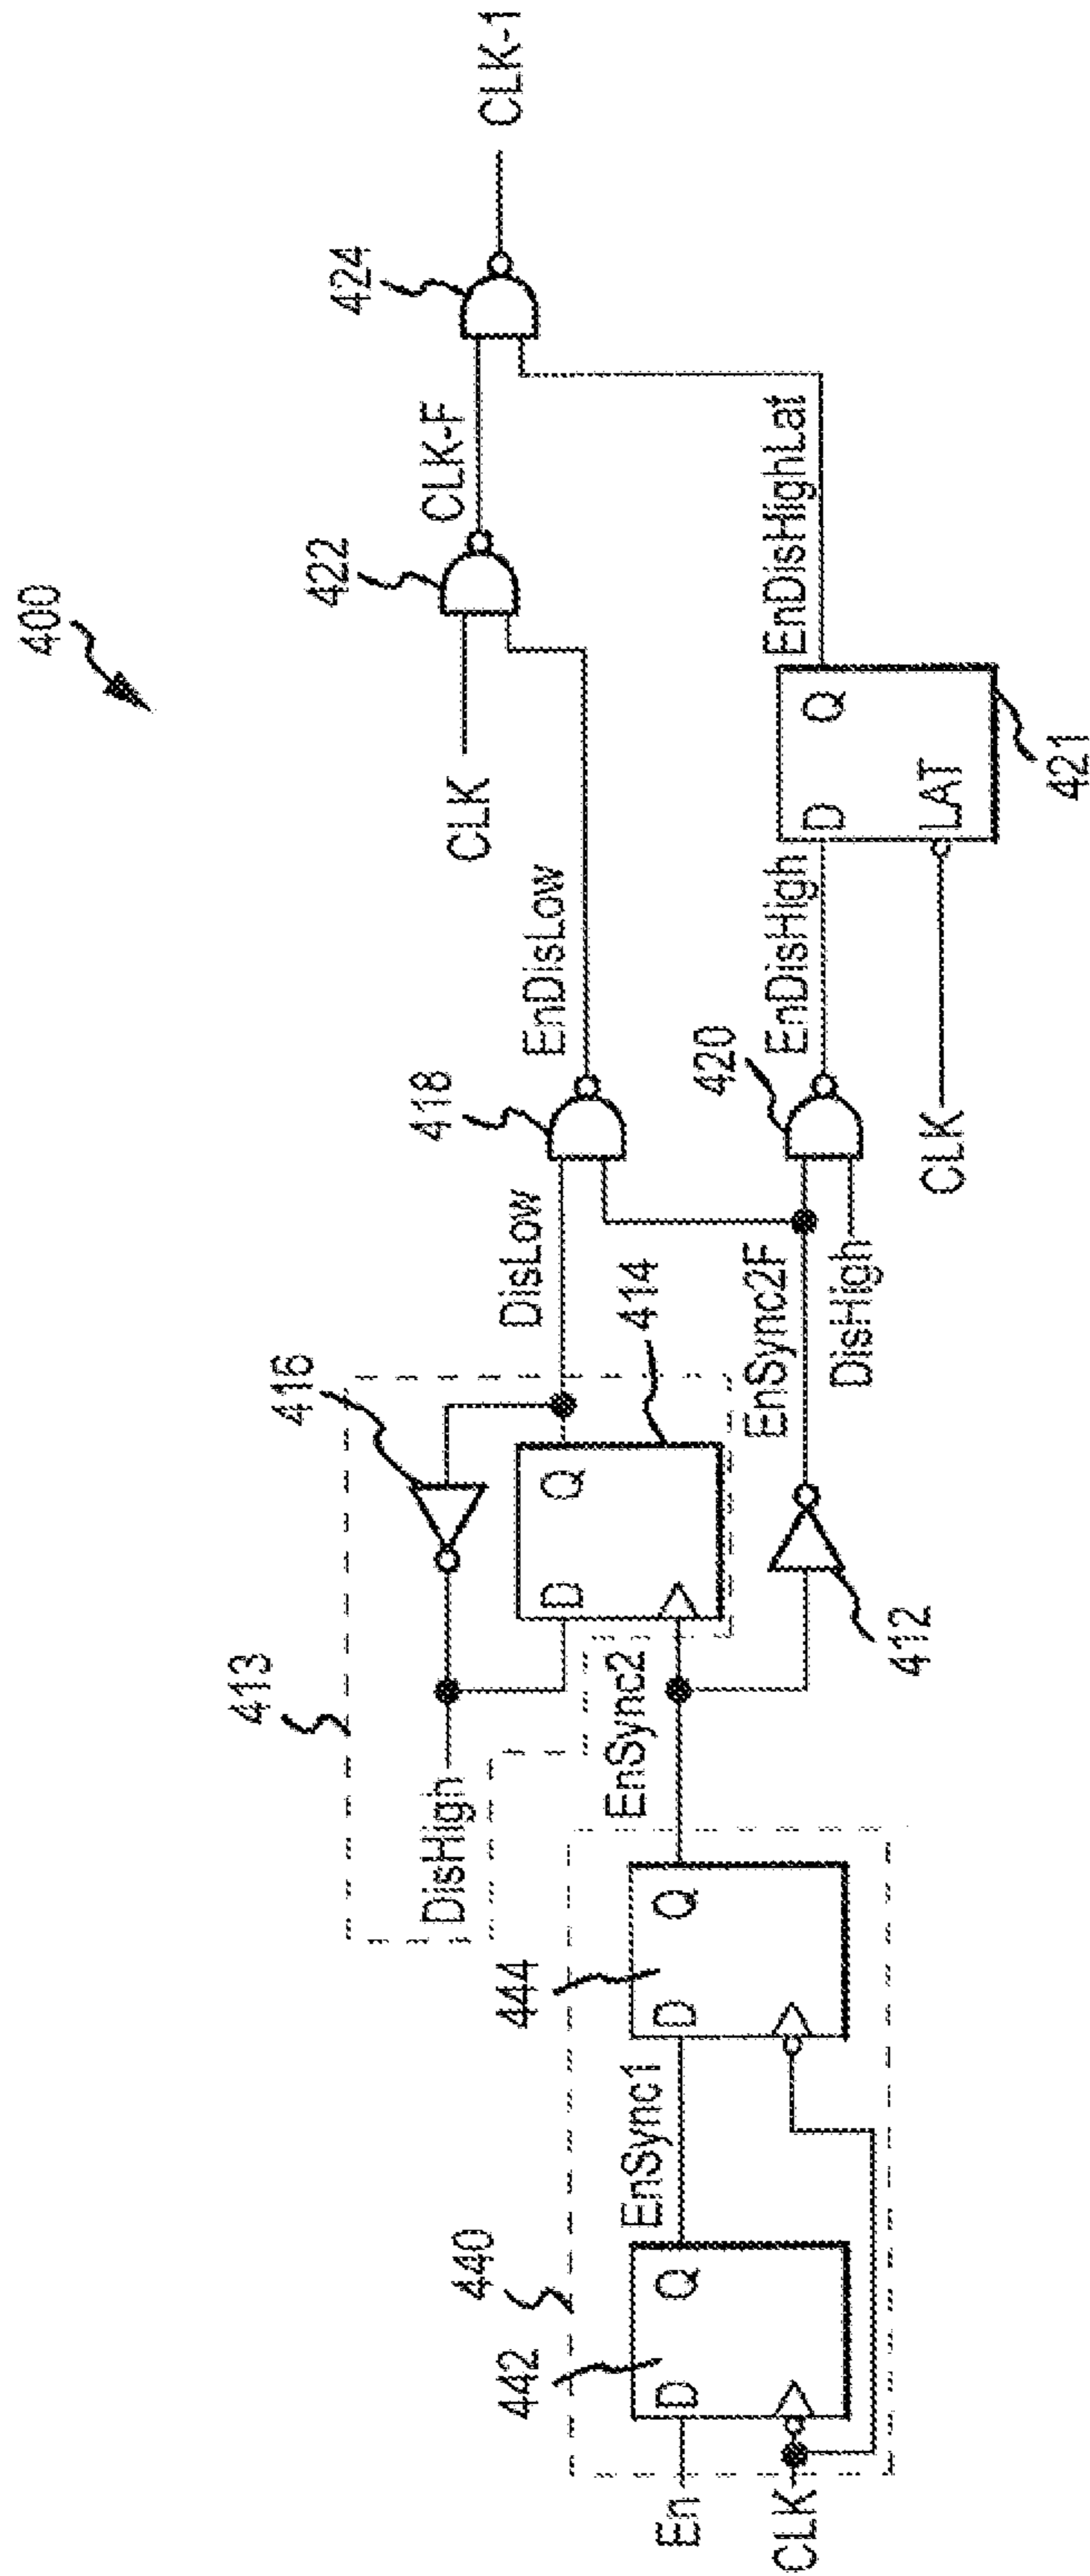 400
413
416
DisHigh
D
Q
414
DisLow
418
EnDisLow
CLK
422
CLK-F
424
CLK-1
440
442
En
D
Q
CLK
EnSync1
444
D
Q
EnSync2
412
EnSync2F
DisHigh
420
EnDisHigh
CLK
D
Q
LAT
421
EnDisHighLat